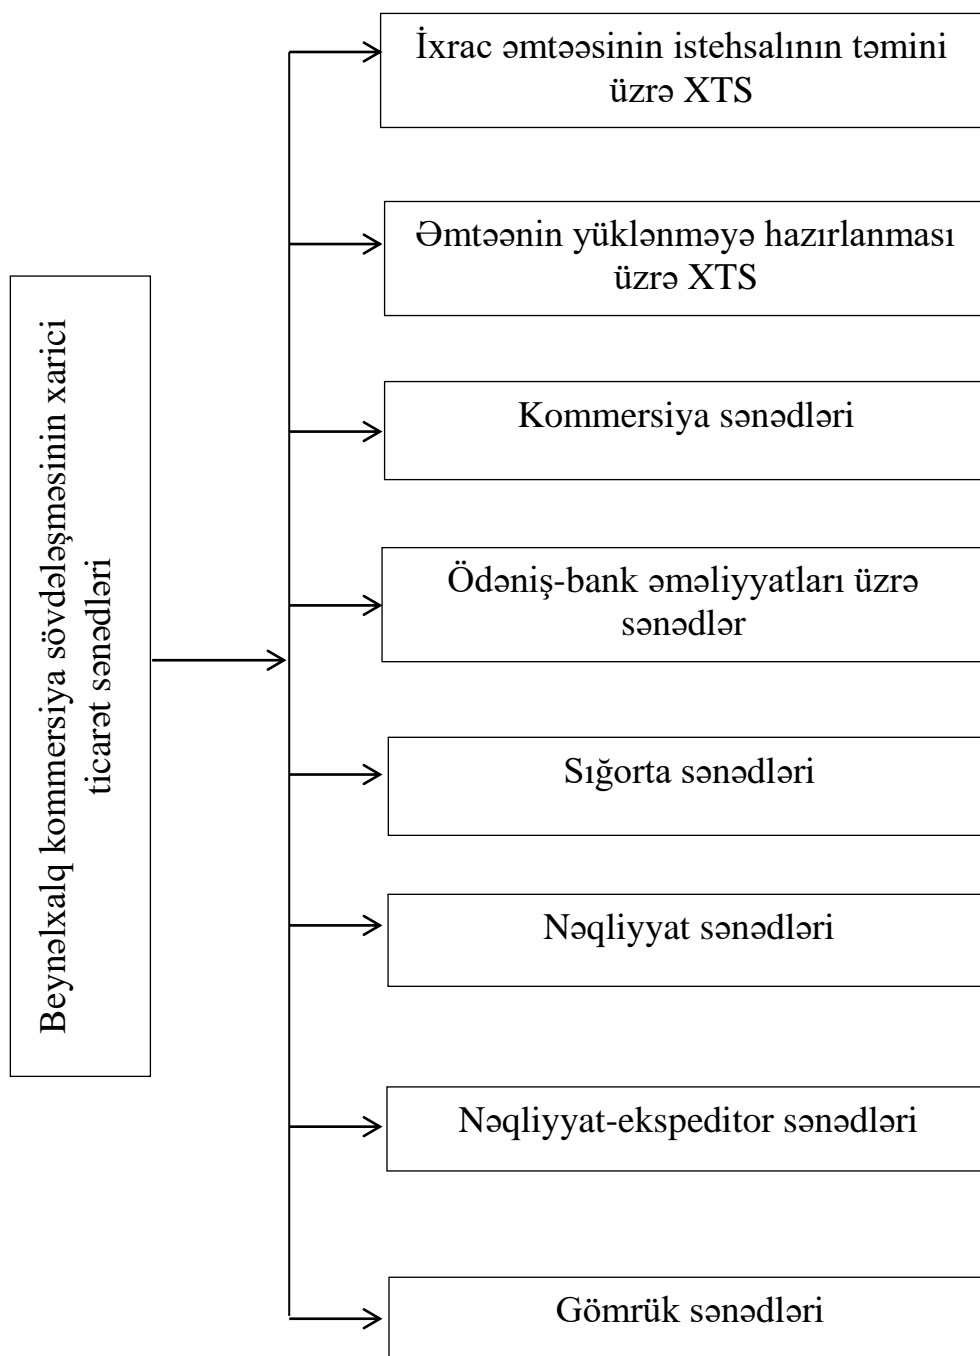 Beynəlxalq kommersiya sövdələşməsinin xarici
ticarət sənədləri
İxrac əmtəəsinin istehsalının təmini
üzrə XTS
Əmtəənin yüklənməyə hazırlanması
üzrə XTS
Kommersiya sənədləri
Ödəniş-bank əməliyyatları üzrə
sənədlər
Sığorta sənədləri
Nəqliyyat sənədləri
Nəqliyyat-ekspeditor sənədləri
Gömrük sənədləri